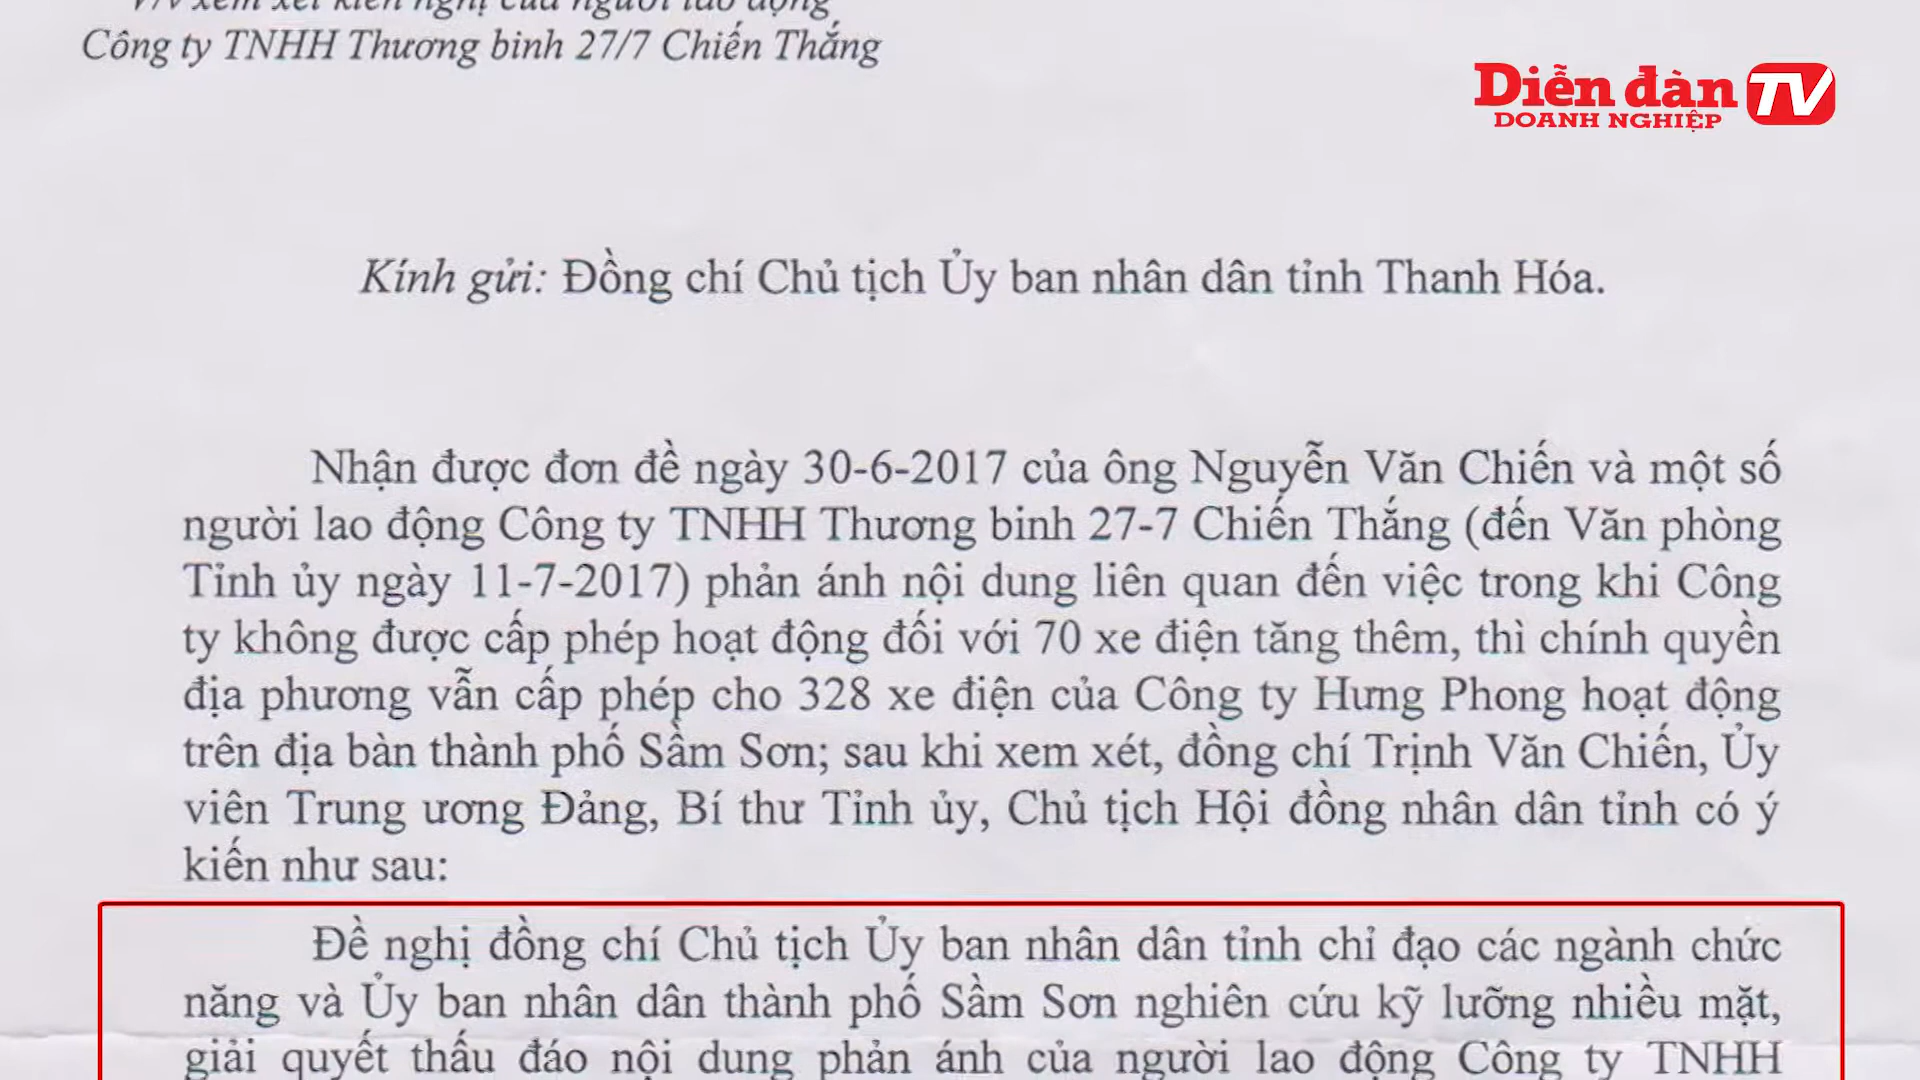 V/v xem xét kiến nghị của người lao động
Công ty TNHH Thương binh 27/7 Chiến Thắng
Diễn đàn TV
DOANH NGHIỆP
Kính gửi: Đồng chí Chủ tịch Ủy ban nhân dân tỉnh Thanh Hóa.
Nhận được đơn đề ngày 30-6-2017 của ông Nguyễn Văn Chiến và một số
người lao động Công ty TNHH Thương binh 27-7 Chiến Thắng (đến Văn phòng
Tỉnh ủy ngày 11-7-2017) phản ánh nội dung liên quan đến việc trong khi Công
ty không được cấp phép hoạt động đối với 70 xe điện tăng thêm, thì chính quyền
địa phương vẫn cấp phép cho 328 xe điện của Công ty Hưng Phong hoạt động
trên địa bàn thành phố Sầm Sơn; sau khi xem xét, đồng chí Trịnh Văn Chiến, Ủy
viên Trung ương Đảng, Bí thư Tỉnh ủy, Chủ tịch Hội đồng nhân dân tỉnh có ý
kiến như sau:
Đề nghị đồng chí Chủ tịch Ủy ban nhân dân tỉnh chỉ đạo các ngành chức
năng và Ủy ban nhân dân thành phố Sầm Sơn nghiên cứu kỹ lưỡng nhiều mặt,
giải quyết thấu đáo nội dung phản ánh của người lao động Công ty TNHH